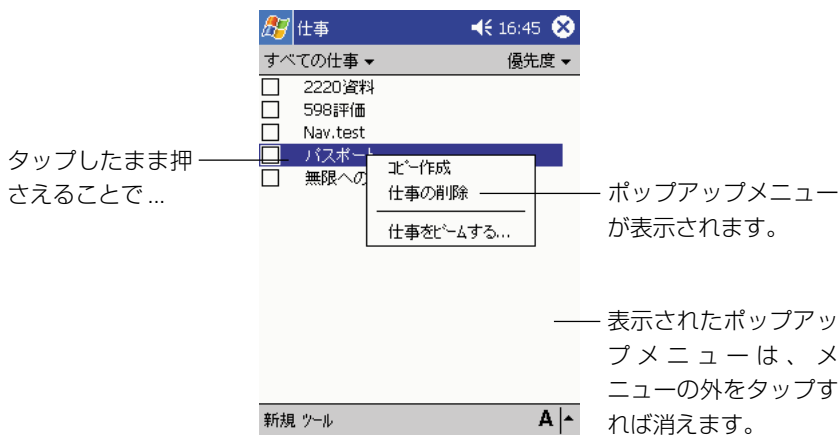 仕事 16:45
すべての仕事 優先度
2220資料
598評価
Nav.test
パスポート
無限への
ｺﾋﾟｰ作成
仕事の削除
仕事をﾋﾞｰﾑする...
新規 ﾂｰﾙ A
タップしたまま押
さえることで ...
ポップアップメニュー
が表示されます。
表示されたポップアッ
プメニューは、メ
ニューの外をタップす
れば消えます。